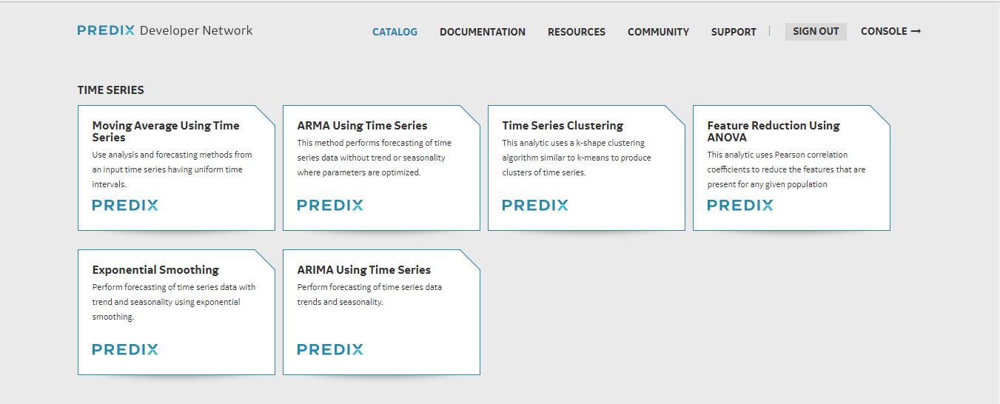 PREDIX Developer Network
CATALOG DOCUMENTATION RESOURCES COMMUNITY SUPPORT | SIGN OUT CONSOLE →
TIME SERIES
Moving Average Using Time
Series
Use analysis and forecasting methods from
an input time series having uniform time
intervals.
PREDIX
ARMA Using Time Series
This method performs forecasting of time
series data without trend or seasonality
where parameters are optimized.
PREDIX
Time Series Clustering
This analytic uses a k-shape clustering
algorithm similar to k-means to produce
clusters of time series.
PREDIX
Feature Reduction Using
ANOVA
This analytic uses Pearson correlation
coefficients to reduce the features that are
present for any given population
PREDIX
Exponential Smoothing
Perform forecasting of time series data with
trend and seasonality using exponential
smoothing.
PREDIX
ARIMA Using Time Series
Perform forecasting of time series data
trends and seasonality.
PREDIX